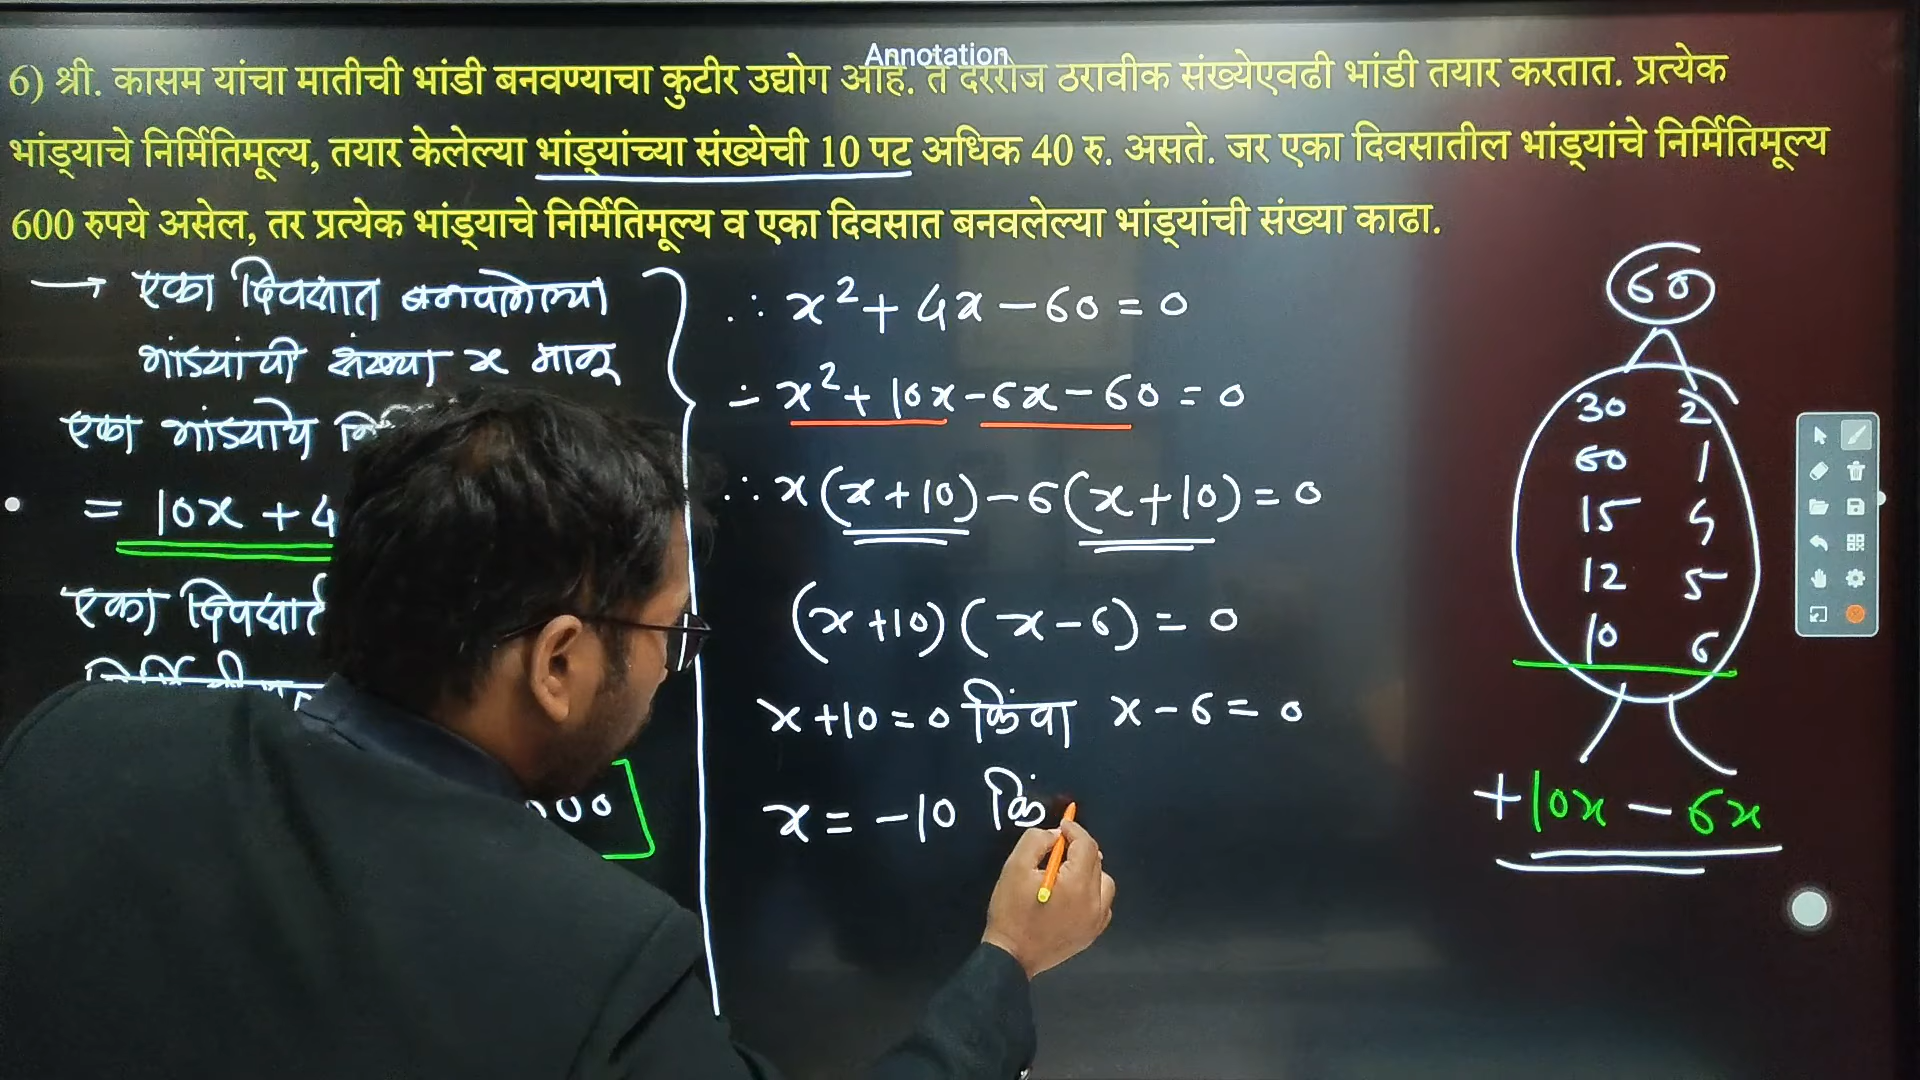 Annotation
6) श्री. कासम यांचा मातीची भांडी बनवण्याचा कुटीर उद्योग आहे. ते दररोज ठरावीक संख्येएवढी भांडी तयार करतात. प्रत्येक
भांड्याचे निर्मितिमूल्य, तयार केलेल्या भांड्यांच्या संख्येची 10 पट अधिक 40 रु. असते. जर एका दिवसातील भांड्यांचे निर्मितिमूल्य
600 रुपये असेल, तर प्रत्येक भांड्याचे निर्मितिमूल्य व एका दिवसात बनवलेल्या भांड्यांची संख्या काढा.
→ एका दिवसात बनवलेल्या
भांड्यांची संख्या x मानू
एका भांड्याचे
= 10x + 4
एका
∴ x² + 4x – 60 = 0
∴ x² + 10x – 6x – 60 = 0
∴ x (x + 10) – 6 (x + 10) = 0
(x + 10) (x – 6) = 0
x + 10 = 0 किंवा x – 6 = 0
x = –10 किं
60
30 2
60 1
15 4
12 5
10 6
+10x – 6x